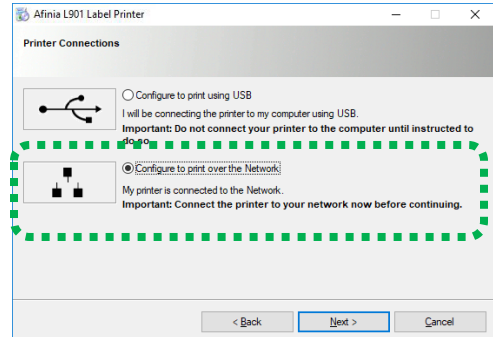 Afinia L901 Label Printer
Printer Connections
Configure to print using USB
I will be connecting the printer to my computer using USB.
Important: Do not connect your printer to the computer until instructed to
do so.
Configure to print over the Network
My printer is connected to the Network.
Important: Connect the printer to your network now before continuing.
< Back
Next >
Cancel